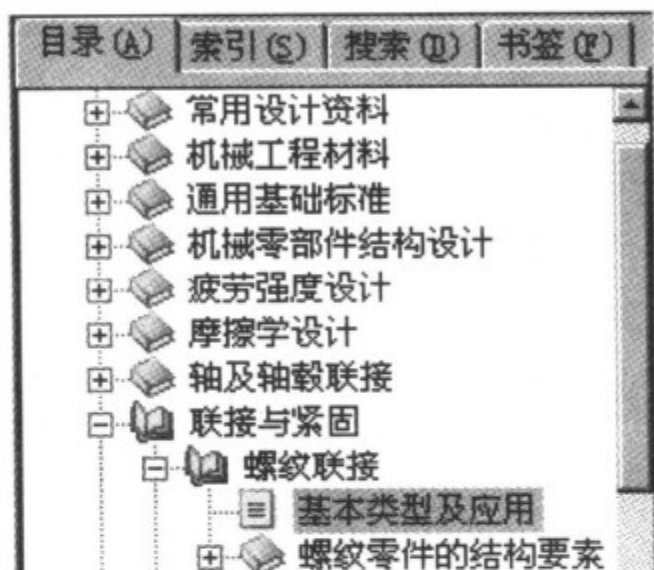 目录(A) 索引(S) 搜索(D) 书签(F)
常用设计资料
机械工程材料
通用基础标准
机械零部件结构设计
疲劳强度设计
摩擦学设计
轴及轴毂联接
联接与紧固
螺纹联接
基本类型及应用
螺纹零件的结构要素